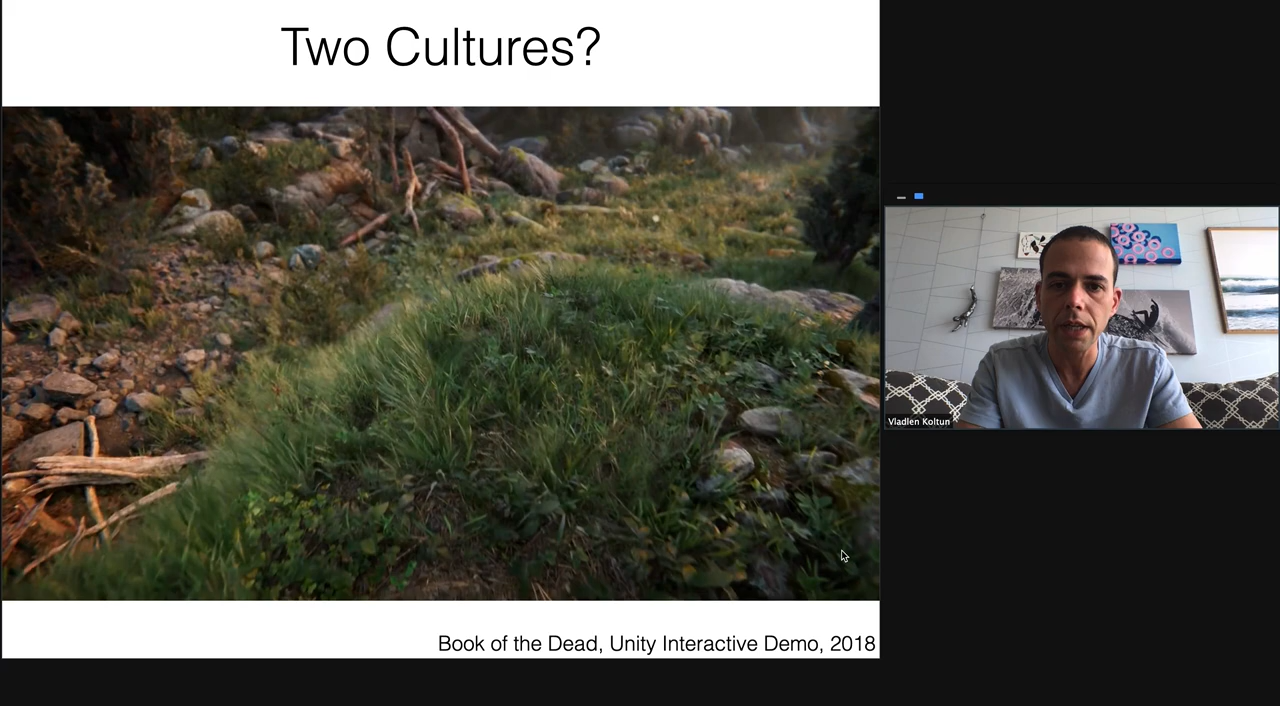 Two Cultures?
Book of the Dead, Unity Interactive Demo, 2018
Vladlen Koltun